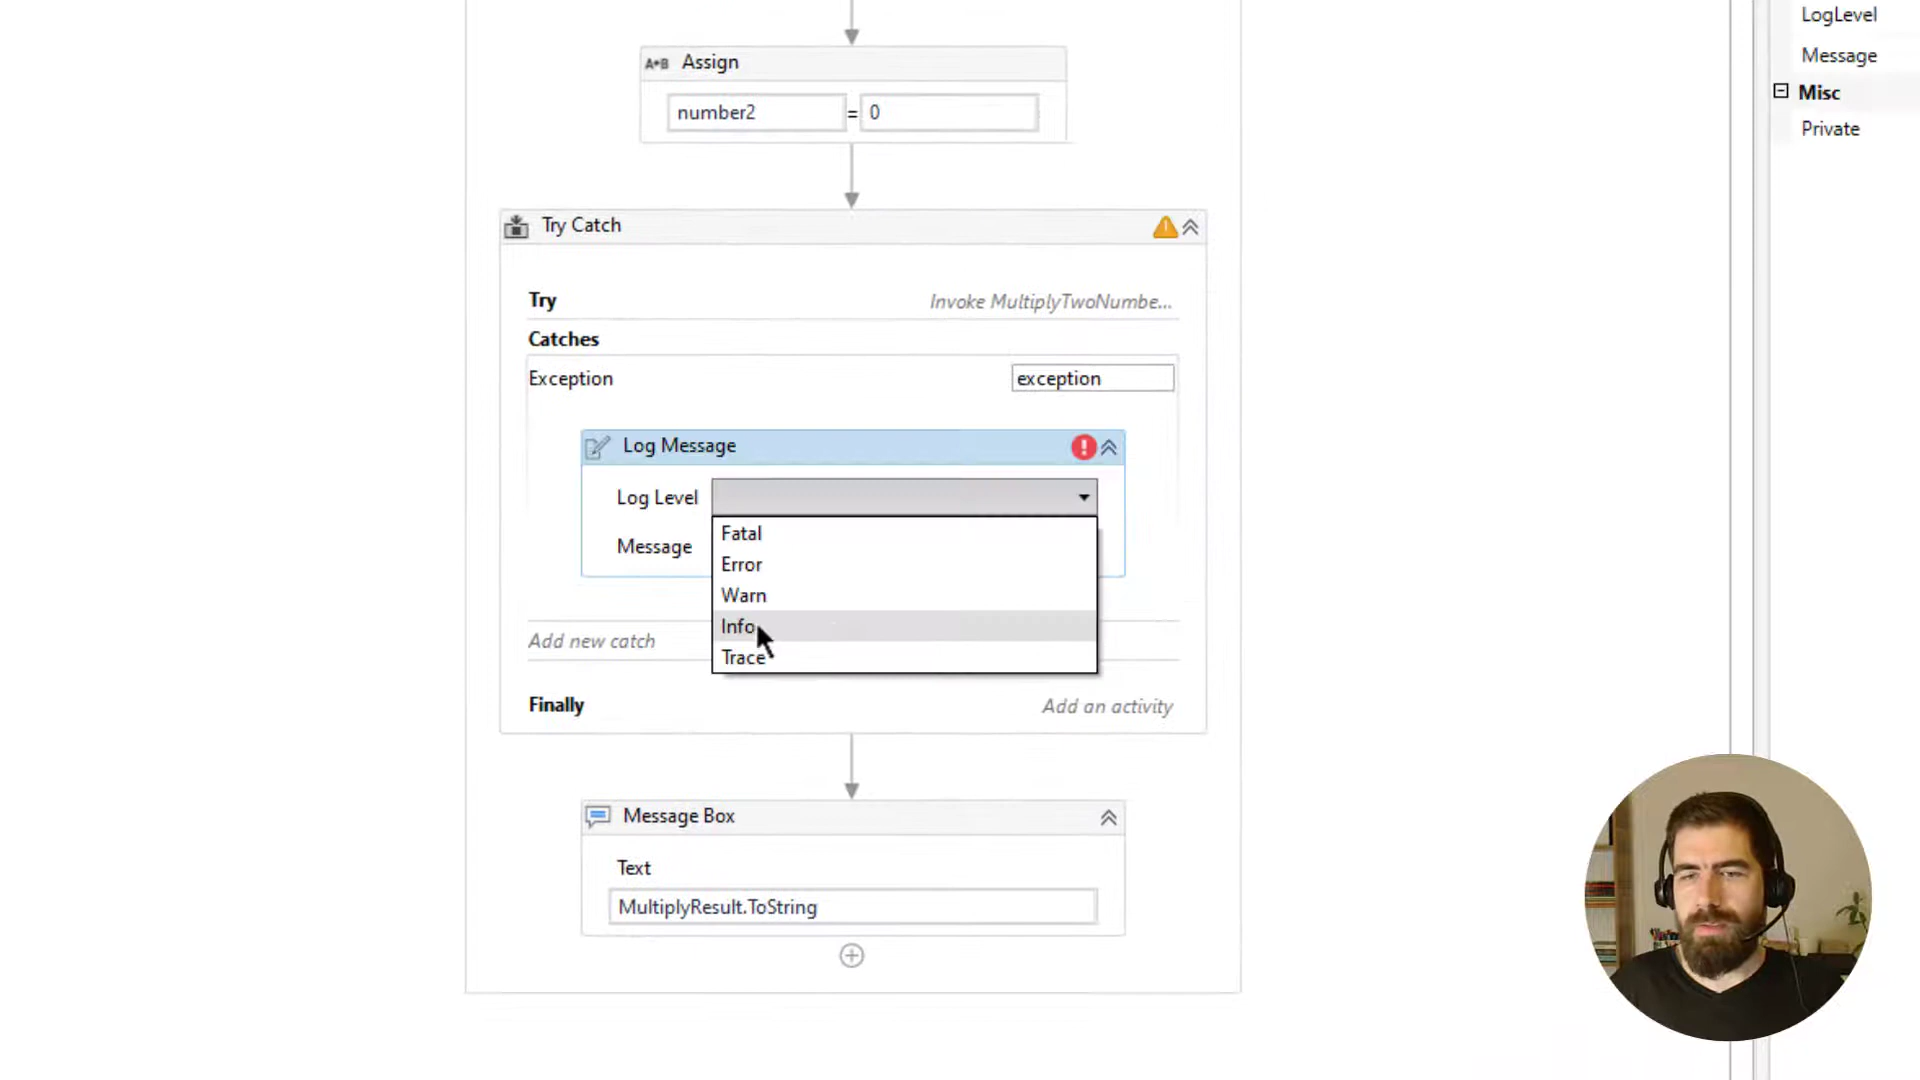 LogLevel
Message
Misc
Private
A+B Assign
number2 = 0
Try Catch
Try Invoke MultiplyTwoNumbe...
Catches
Exception exception
Log Message
Log Level
Fatal
Error
Warn
Info
Trace
Message
Add new catch
Finally Add an activity
Message Box
Text
MultiplyResult.ToString